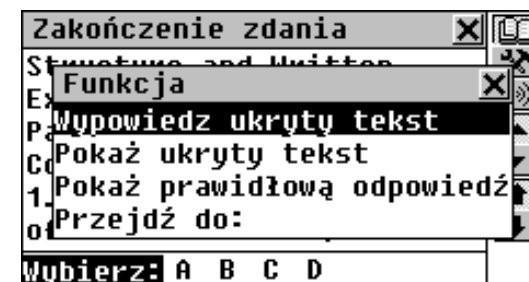 Zakończenie zdania
Funkcja
Wypowiedz ukryty tekst
Pokaż ukryty tekst
Pokaż prawidłową odpowiedź
Przejdź do:
Wybierz: A B C D